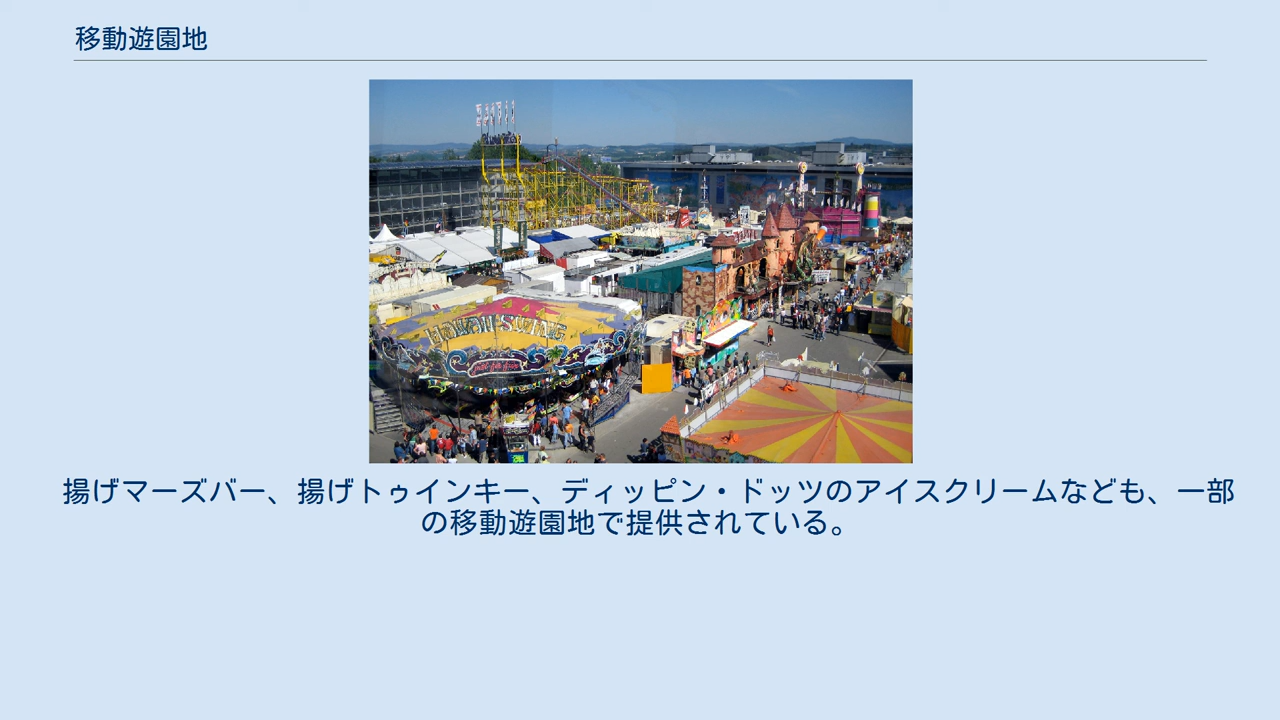 移動遊園地
HAWAII SWING
揚げマーズバー、揚げトゥインキー、ディッピン・ドッツのアイスクリームなども、一部
の移動遊園地で提供されている。